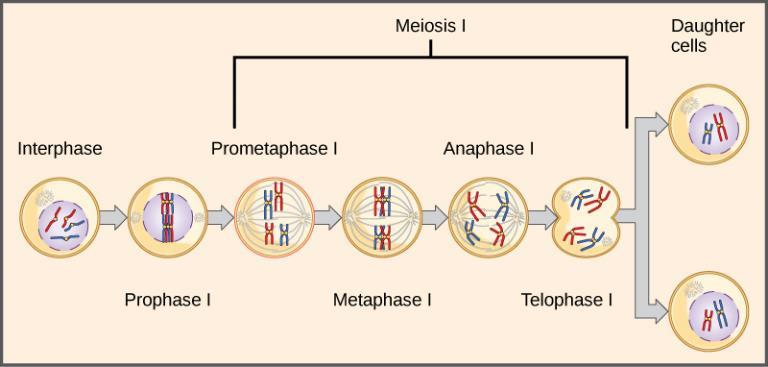 Meiosis I
Daughter
cells
Interphase
Prometaphase I
Anaphase I
Prophase I
Metaphase I
Telophase I